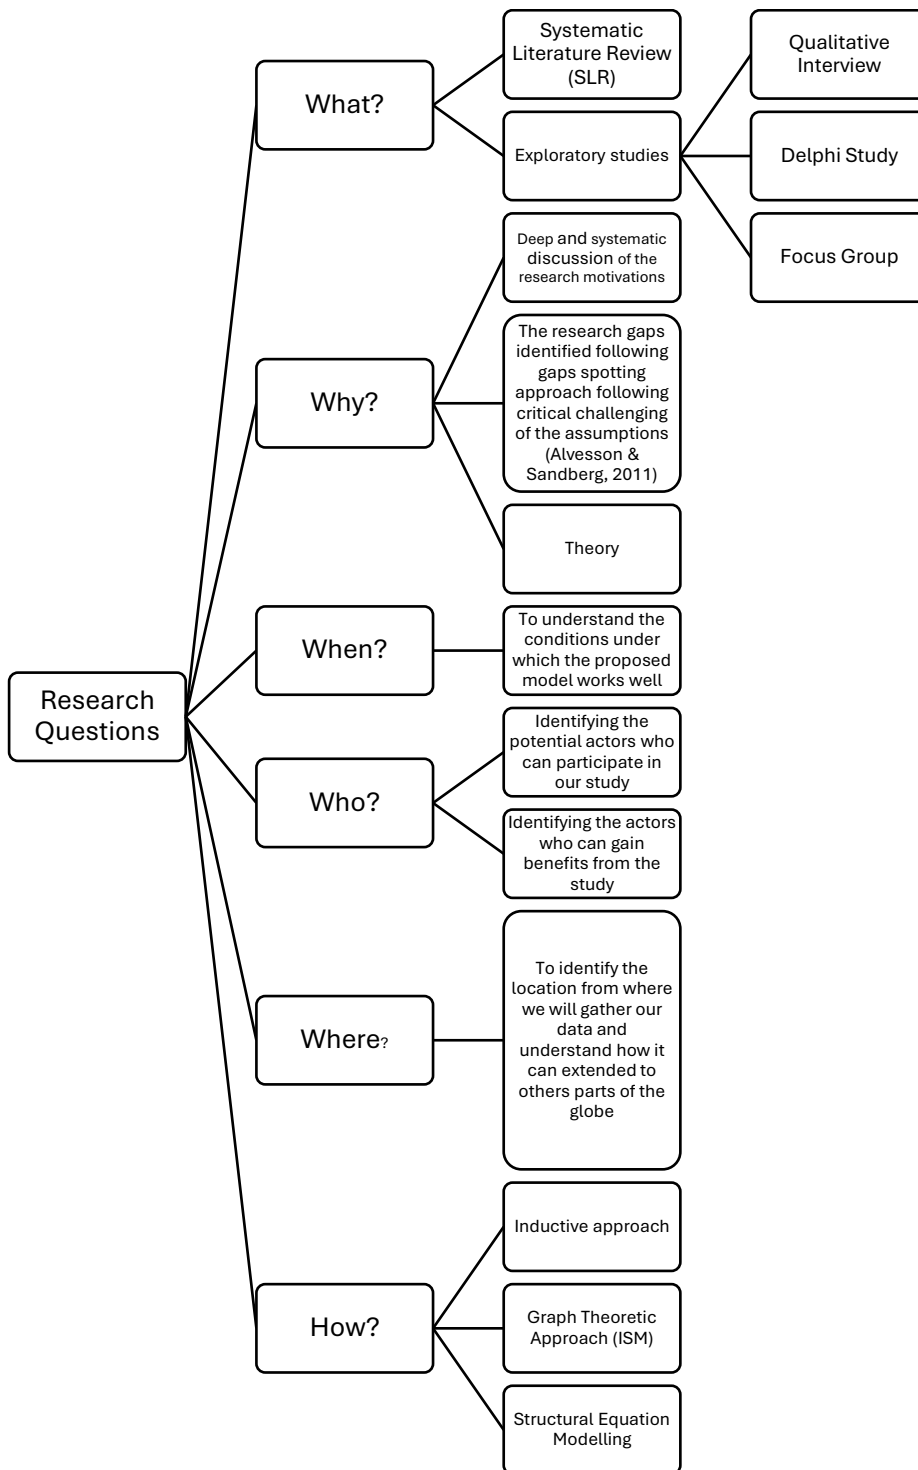 Research
Questions
What?
Systematic
Literature Review
(SLR)
Exploratory studies
Qualitative
Interview
Delphi Study
Focus Group
Why?
Deep and systematic
discussion of the
research motivations
The research gaps
identified following
gaps spotting
approach following
critical challenging
of the assumptions
(Alvesson &
Sandberg, 2011)
Theory
When?
To understand the
conditions under
which the proposed
model works well
Who?
Identifying the
potential actors who
can participate in
our study
Identifying the actors
who can gain
benefits from the
study
Where?
To identify the
location from where
we will gather our
data and
understand how it
can extended to
others parts of the
globe
How?
Inductive approach
Graph Theoretic
Approach (ISM)
Structural Equation
Modelling